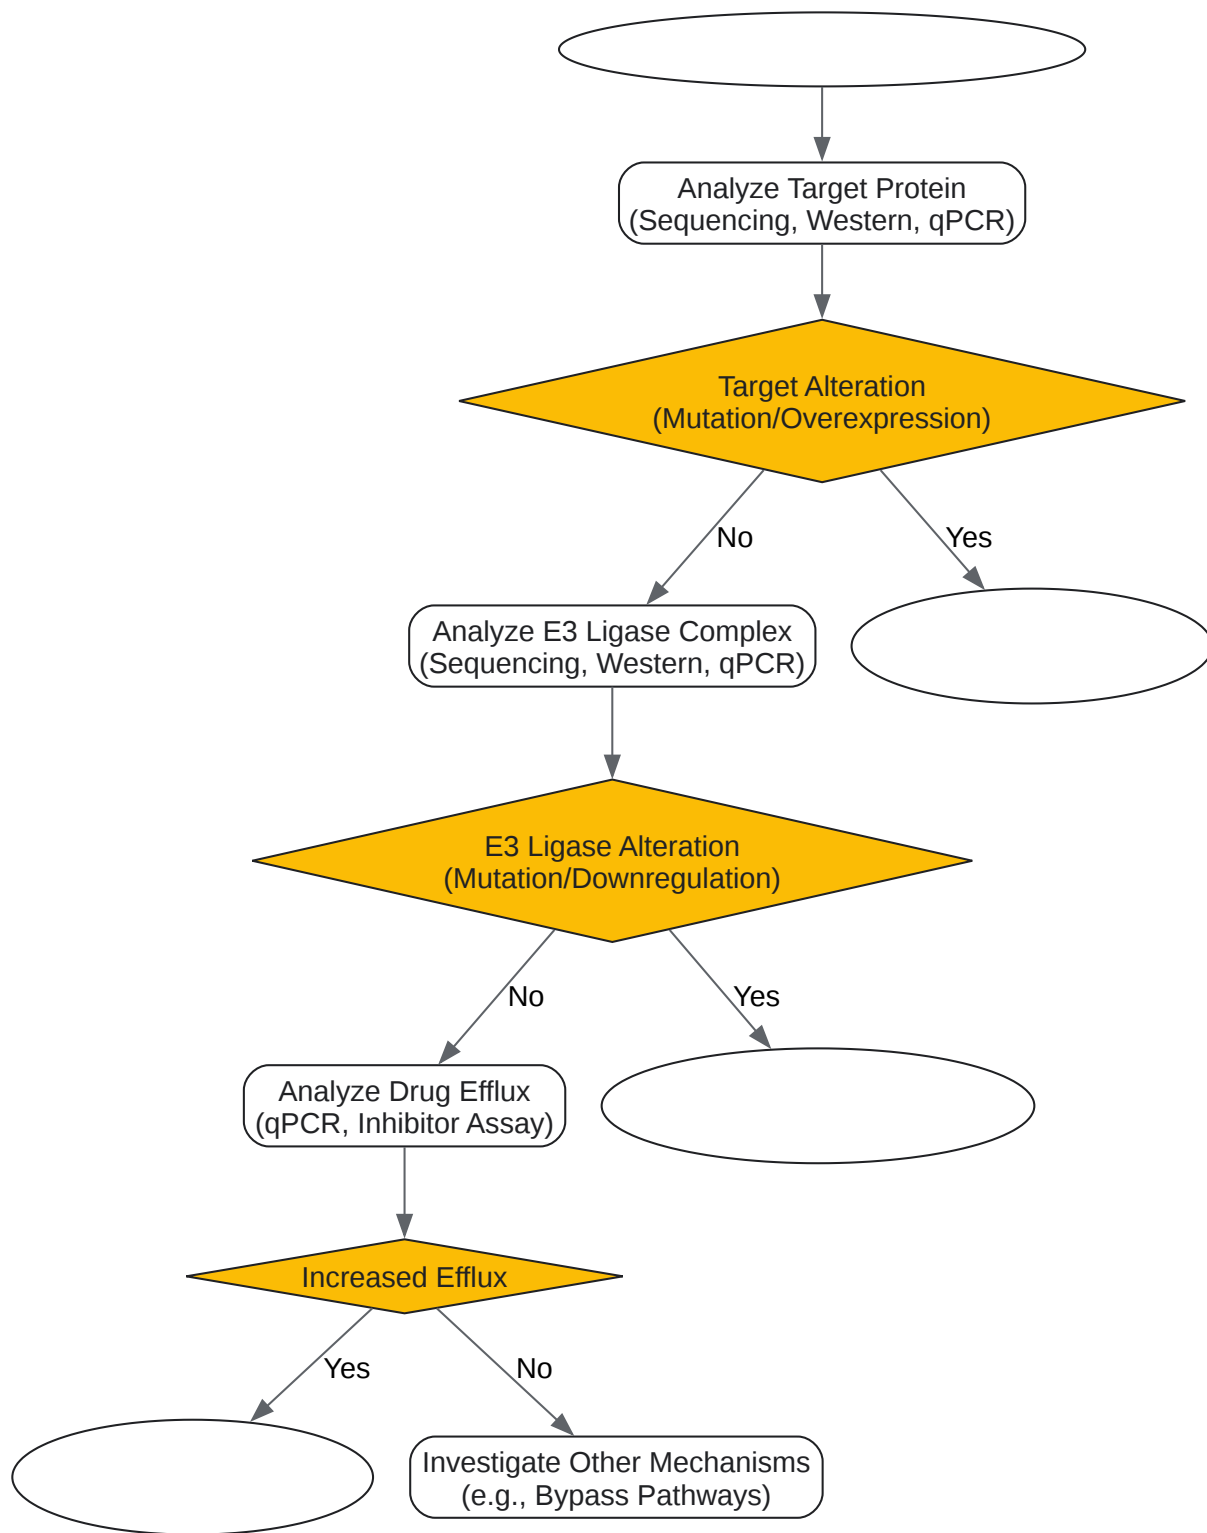 Analyze Target Protein
(Sequencing, Western, qPCR)
Target Alteration
(Mutation/Overexpression)
No
Yes
Analyze E3 Ligase Complex
(Sequencing, Western, qPCR)
E3 Ligase Alteration
(Mutation/Downregulation)
No
Yes
Analyze Drug Efflux
(qPCR, Inhibitor Assay)
Increased Efflux
Yes
No
Investigate Other Mechanisms
(e.g., Bypass Pathways)